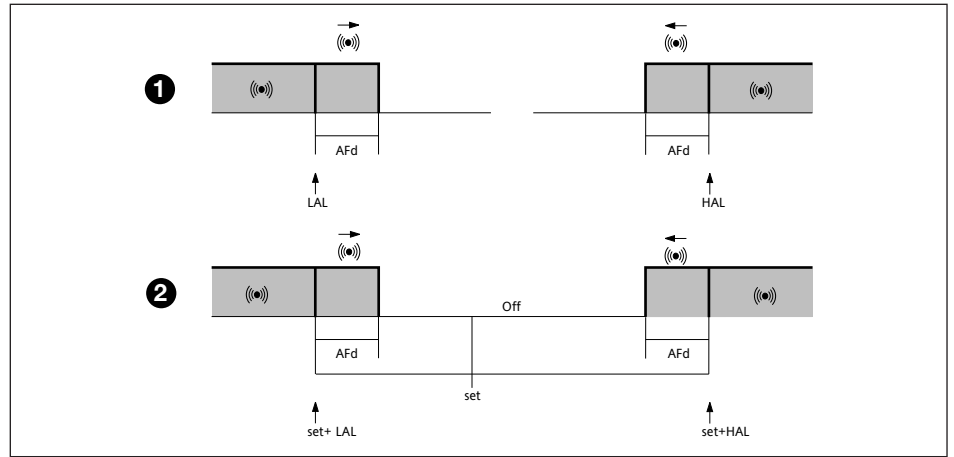 1
AFd AFd
LAL HAL
2
Off
AFd AFd
set
set+ LAL set+HAL